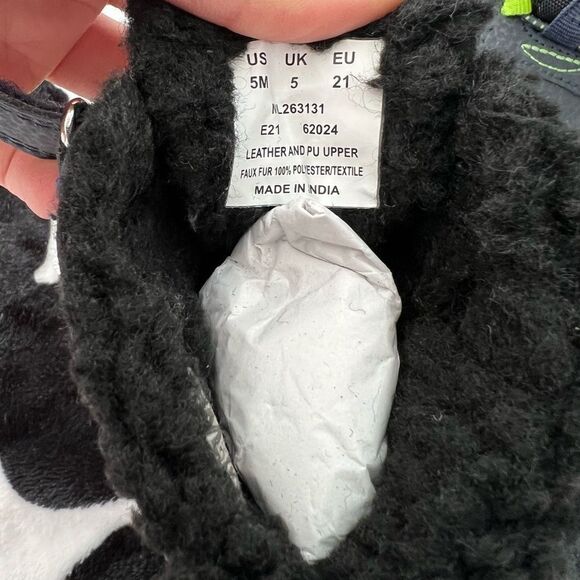 US UK EU
5M 5 21
NL263131
E21 62024
LEATHER AND PU UPPER
FAUX FUR 100% POLYESTER/TEXTILE
MADE IN INDIA